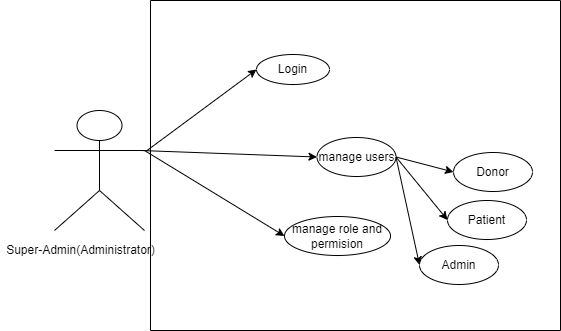 Login
manage users
Donor
Patient
manage role and
permision
Super-Admin(Administrator)
Admin